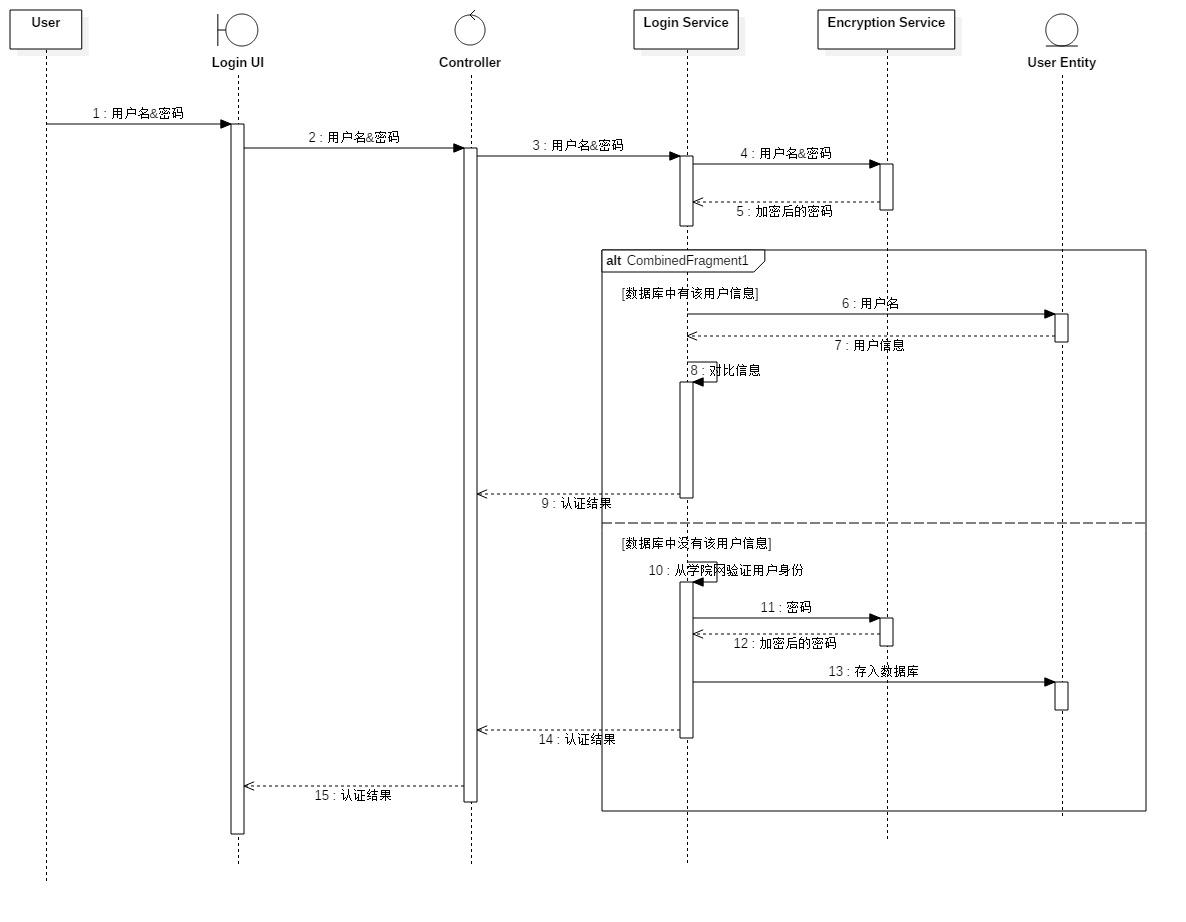 User
Login UI
Controller
Login Service
Encryption Service
User Entity
1 : 用户名&密码
2 : 用户名&密码
3 : 用户名&密码
4 : 用户名&密码
5 : 加密后的密码
alt CombinedFragment1
[数据库中有该用户信息]
6 : 用户名
7 : 用户信息
8 : 对比信息
9 : 认证结果
[数据库中没有该用户信息]
10 : 从学院网验证用户身份
11 : 密码
12 : 加密后的密码
13 : 存入数据库
14 : 认证结果
15 : 认证结果